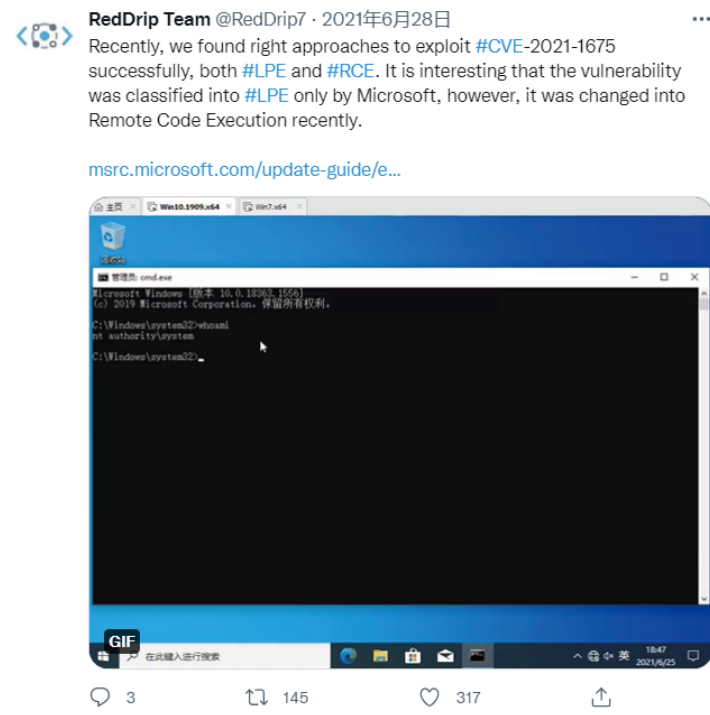 RedDrip Team @RedDrip7 · 2021年6月28日
Recently, we found right approaches to exploit #CVE-2021-1675
successfully, both #LPE and #RCE. It is interesting that the vulnerability
was classified into #LPE only by Microsoft, however, it was changed into
Remote Code Execution recently.
msrc.microsoft.com/update-guide/e...
主页 Win10.1909.x64 Win7.x64
管理员: cmd.exe
Microsoft Windows [版本 10.0.18363.1556]
(c) 2019 Microsoft Corporation。保留所有权利。
C:\Windows\system32>whoami
nt authority\system
C:\Windows\system32>
GIF
在此键入进行搜索
英 18:47
2021/6/25
3 145 317